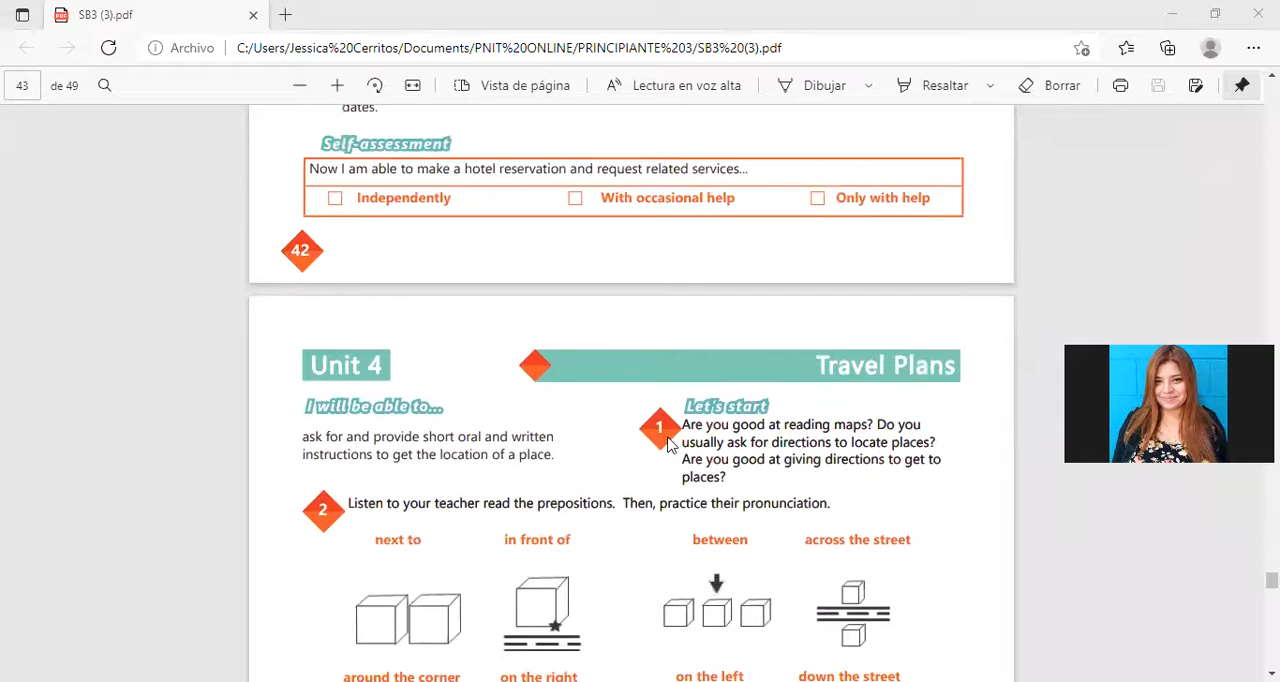 SB3 (3).pdf
Archivo
C:/Users/Jessica%20Cerritos/Documents/PNIT%20ONLINE/PRINCIPIANTE%203/SB3%20(3).pdf
43 de 49
Vista de página
Lectura en voz alta
Dibujar
Resaltar
Borrar
dates.
Self-assessment
Now I am able to make a hotel reservation and request related services...
Independently
With occasional help
Only with help
42
Unit 4
Travel Plans
I will be able to...
ask for and provide short oral and written
instructions to get the location of a place.
Let's start
1
Are you good at reading maps? Do you
usually ask for directions to locate places?
Are you good at giving directions to get to
places?
2
Listen to your teacher read the prepositions. Then, practice their pronunciation.
next to
in front of
between
across the street
around the corner
on the right
on the left
down the street